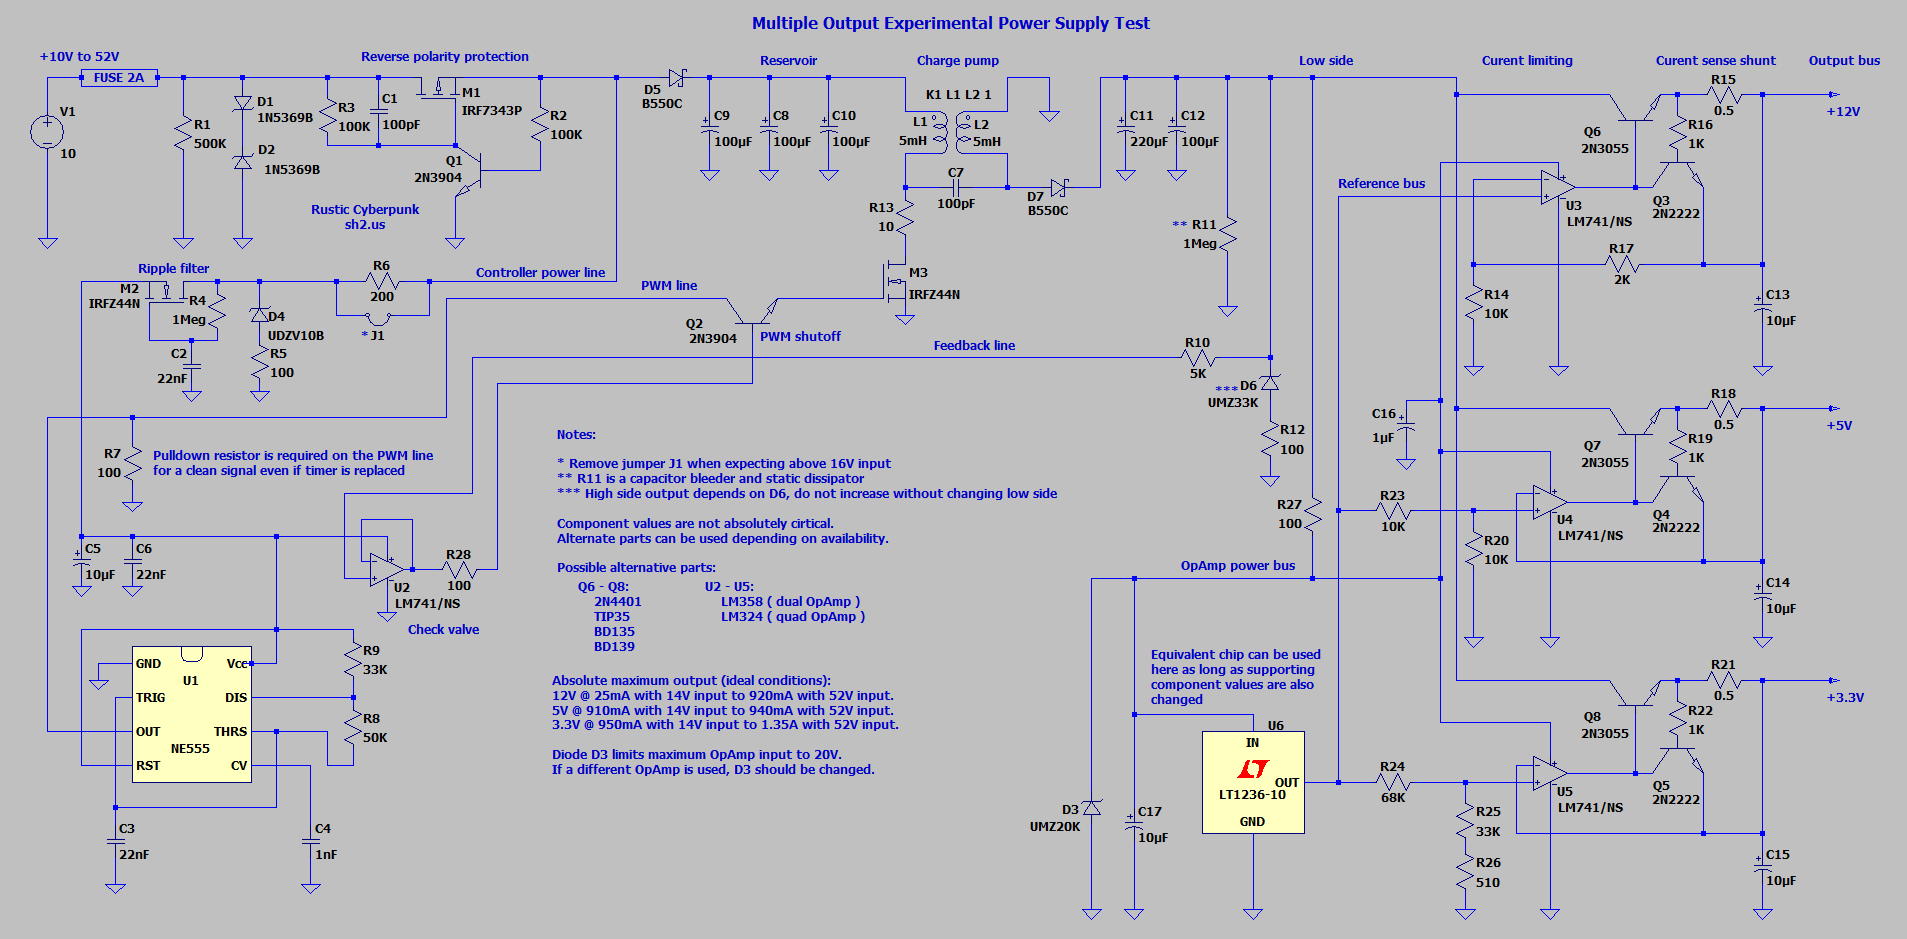 Multiple Output Experimental Power Supply Test
+10V to 52V
Reverse polarity protection
Reservoir
Charge pump
Low side
Curent limiting
Curent sense shunt
Output bus
FUSE 2A
V1
10
R1
500K
D1
1N5369B
D2
1N5369B
R3
100K
C1
100pF
M1
IRF7343P
R2
100K
Q1
2N3904
Rustic Cyberpunk
sh2.us
D5
B550C
C9
100µF
C8
100µF
C10
100µF
K1 L1 L2 1
L1
5mH
L2
5mH
C7
100pF
D7
B550C
R13
10
M3
IRFZ44N
C11
220µF
C12
100µF
** R11
1Meg
Reference bus
R15
0.5
+12V
Q6
2N3055
R16
1K
U3
LM741/NS
Q3
2N2222
R17
2K
R14
10K
C13
10µF
Ripple filter
M2
IRFZ44N
R4
1Meg
C2
22nF
D4
UDZV10B
R5
100
R6
200
* J1
Controller power line
PWM line
Q2
2N3904
PWM shutoff
Feedback line
R10
5K
*** D6
UMZ33K
R12
100
R27
100
C16
1µF
R18
0.5
+5V
Q7
2N3055
R19
1K
U4
LM741/NS
Q4
2N2222
R23
10K
R20
10K
C14
10µF
R7
100
Pulldown resistor is required on the PWM line
for a clean signal even if timer is replaced
Notes:
* Remove jumper J1 when expecting above 16V input
** R11 is a capacitor bleeder and static dissipator
*** High side output depends on D6, do not increase without changing low side
Component values are not absolutely cirtical.
Alternate parts can be used depending on availability.
Possible alternative parts:
Q6 - Q8:
2N4401
TIP35
BD135
BD139
U2 - U5:
LM358 ( dual OpAmp )
LM324 ( quad OpAmp )
Absolute maximum output (ideal conditions):
12V @ 25mA with 14V input to 920mA with 52V input.
5V @ 910mA with 14V input to 940mA with 52V input.
3.3V @ 950mA with 14V input to 1.35A with 52V input.
Diode D3 limits maximum OpAmp input to 20V.
If a different OpAmp is used, D3 should be changed.
C5
10µF
C6
22nF
U2
LM741/NS
R28
100
Check valve
GND
TRIG
OUT
RST
U1
NE555
Vcc
DIS
THRS
CV
R9
33K
R8
50K
C3
22nF
C4
1nF
OpAmp power bus
Equivalent chip can be used
here as long as supporting
component values are also
changed
D3
UMZ20K
C17
10µF
U6
IN
OUT
LT1236-10
GND
R24
68K
R25
33K
R26
510
R21
0.5
+3.3V
Q8
2N3055
R22
1K
U5
LM741/NS
Q5
2N2222
C15
10µF